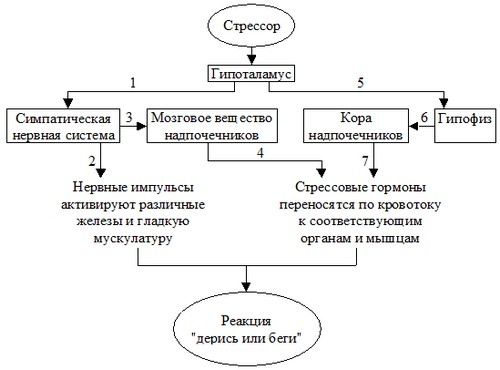 Стрессор
Гипоталамус
1
5
Симпатическая
нервная система
3
Мозговое вещество
надпочечников
Кора
надпочечников
6
Гипофиз
2
4
7
Нервные импульсы
активируют различные
железы и гладкую
мускулатуру
Стрессовые гормоны
переносятся по кровотоку
к соответствующим
органам и мышцам
Реакция
"дерись или беги"